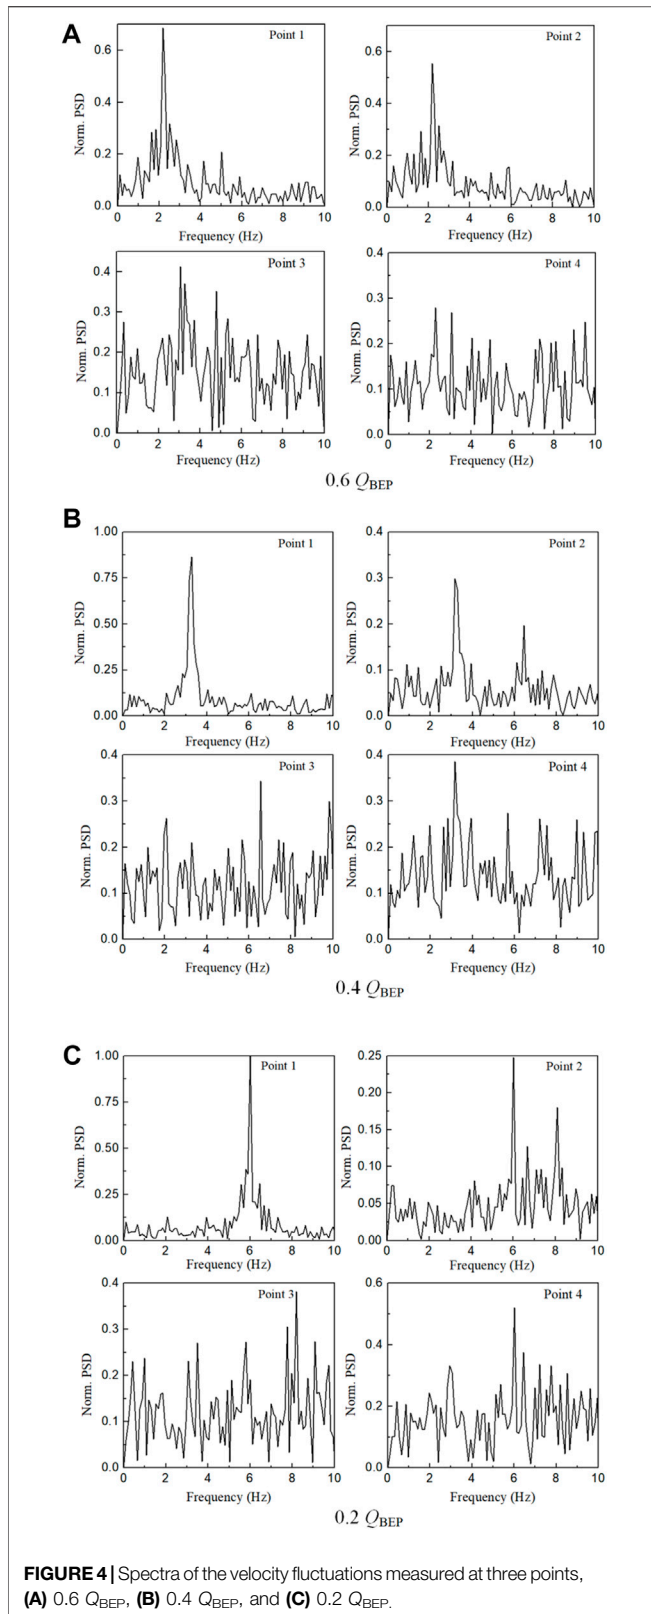 A
Point 1
0.6
0.4
0.2
0.0
Norm. PSD
0 2 4 6 8 10
Frequency (Hz)
Point 2
0.6
0.4
0.2
0.0
Norm. PSD
0 2 4 6 8 10
Frequency (Hz)
Point 3
0.4
0.3
0.2
0.1
0.0
Norm. PSD
0 2 4 6 8 10
Frequency (Hz)
Point 4
0.4
0.3
0.2
0.1
0.0
Norm. PSD
0 2 4 6 8 10
Frequency (Hz)
0.6 QBEP
B
Point 1
1.00
0.75
0.50
0.25
0.00
Norm. PSD
0 2 4 6 8 10
Frequency (Hz)
Point 2
0.4
0.3
0.2
0.1
0.0
Norm. PSD
0 2 4 6 8 10
Frequency (Hz)
Point 3
0.4
0.3
0.2
0.1
0.0
Norm. PSD
0 2 4 6 8 10
Frequency (Hz)
Point 4
0.4
0.3
0.2
0.1
0.0
Norm. PSD
0 2 4 6 8 10
Frequency (Hz)
0.4 QBEP
C
Point 1
1.00
0.75
0.50
0.25
0.00
Norm. PSD
0 2 4 6 8 10
Frequency (Hz)
Point 2
0.25
0.20
0.15
0.10
0.05
0.00
Norm. PSD
0 2 4 6 8 10
Frequency (Hz)
Point 3
0.4
0.3
0.2
0.1
0.0
Norm. PSD
0 2 4 6 8 10
Frequency (Hz)
Point 4
0.6
0.4
0.2
0.0
Norm. PSD
0 2 4 6 8 10
Frequency (Hz)
0.2 QBEP
FIGURE 4 | Spectra of the velocity fluctuations measured at three points,
(A) 0.6 QBEP, (B) 0.4 QBEP, and (C) 0.2 QBEP.